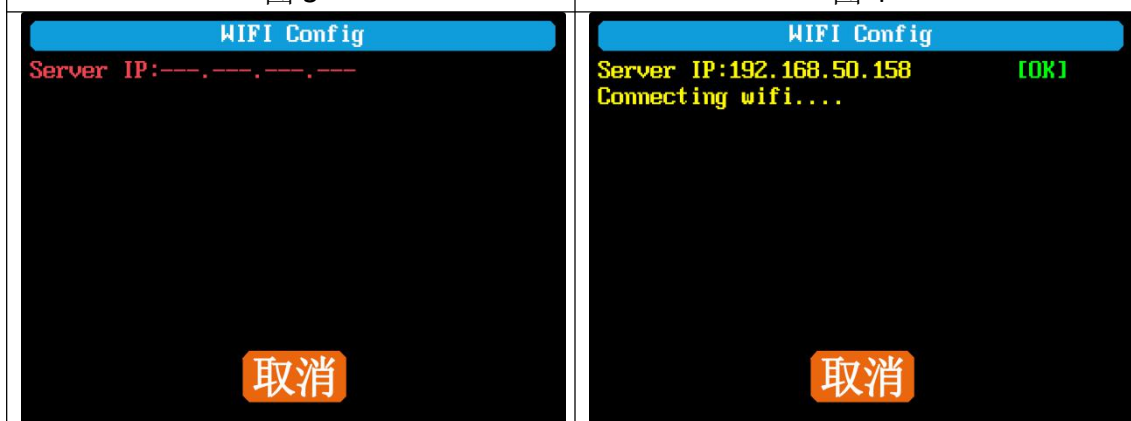 WIFI Config
Server IP:---.---.---.---
取消
WIFI Config
Server IP:192.168.50.158 [OK]
Connecting wifi....
取消